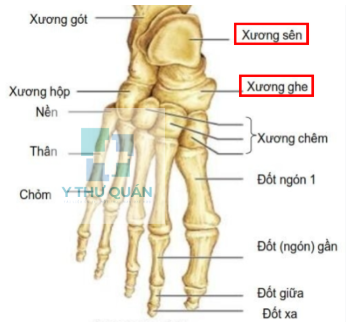 Xương gót
Xương sên
Xương hộp
Xương ghe
Nền
Xương chêm
Thân
Đốt ngón 1
Chỏm
Y THƯ QUÁN
Đốt (ngón) gần
Đốt giữa
Đốt xa